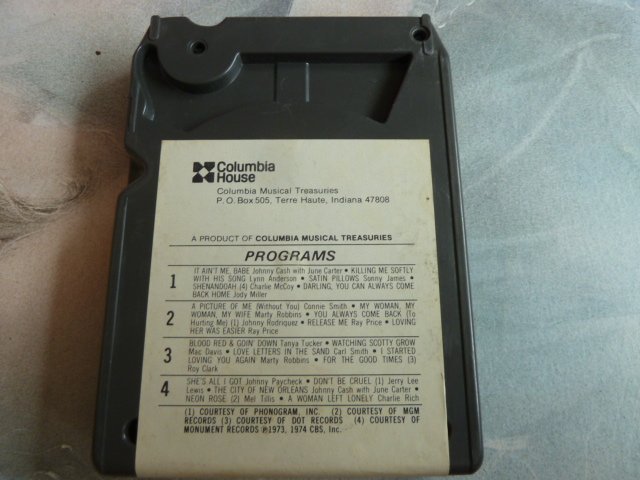 Columbia
House
Columbia Musical Treasuries
P.O. Box 505, Terre Haute, Indiana 47808
A PRODUCT OF COLUMBIA MUSICAL TREASURIES
PROGRAMS
1
IT AIN'T ME, BABE Johnny Cash with June Carter • KILLING ME SOFTLY
WITH HIS SONG Lynn Anderson • SATIN PILLOWS Sonny James •
SHENANDOAH (4) Charlie McCoy • DARLING, YOU CAN ALWAYS COME
BACK HOME Jody Miller
2
A PICTURE OF ME (Without You) Connie Smith • MY WOMAN, MY
WOMAN, MY WIFE Marty Robbins • YOU ALWAYS COME BACK (To
Hurting Me) (1) Johnny Rodriquez • RELEASE ME Ray Price • LOVING
HER WAS EASIER Ray Price
3
BLOOD RED & GOIN' DOWN Tanya Tucker • WATCHING SCOTTY GROW
Mac Davis • LOVE LETTERS IN THE SAND Carl Smith • I STARTED
LOVING YOU AGAIN Marty Robbins • FOR THE GOOD TIMES (3)
Roy Clark
4
SHE'S ALL I GOT Johnny Paycheck • DON'T BE CRUEL (1) Jerry Lee
Lewis • THE CITY OF NEW ORLEANS Johnny Cash with June Carter •
NEON ROSE (2) Mel Tillis • A WOMAN LEFT LONELY Charlie Rich
(1) COURTESY OF PHONOGRAM, INC. (2) COURTESY OF MGM
RECORDS (3) COURTESY OF DOT RECORDS (4) COURTESY OF
MONUMENT RECORDS ℗1973, 1974 CBS, Inc.